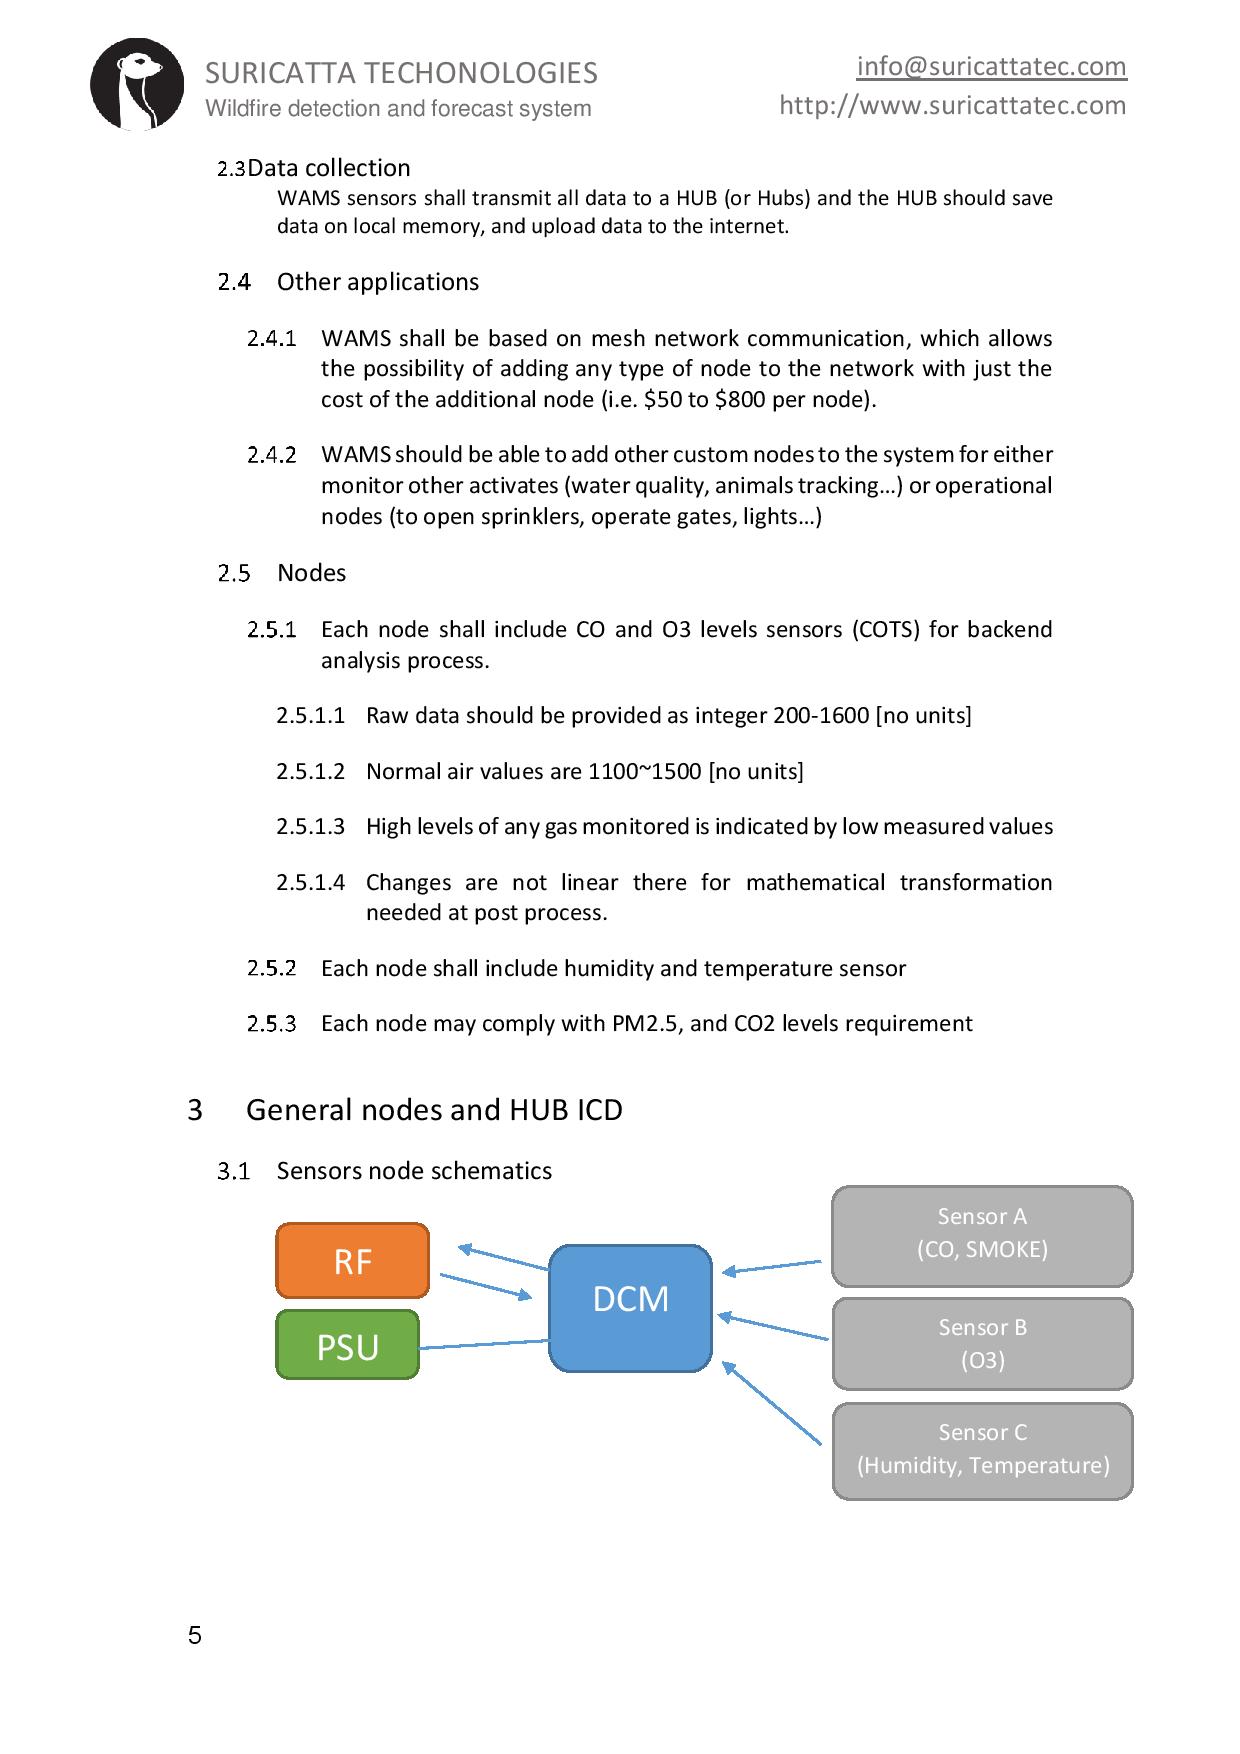 SURICATTA TECHONOLOGIES
Wildfire detection and forecast system
info@suricattatec.com
http://www.suricattatec.com
2.3Data collection
WAMS sensors shall transmit all data to a HUB (or Hubs) and the HUB should save
data on local memory, and upload data to the internet.
2.4 Other applications
2.4.1 WAMS shall be based on mesh network communication, which allows
the possibility of adding any type of node to the network with just the
cost of the additional node (i.e. $50 to $800 per node).
2.4.2 WAMS should be able to add other custom nodes to the system for either
monitor other activates (water quality, animals tracking…) or operational
nodes (to open sprinklers, operate gates, lights…)
2.5 Nodes
2.5.1 Each node shall include CO and O3 levels sensors (COTS) for backend
analysis process.
2.5.1.1 Raw data should be provided as integer 200-1600 [no units]
2.5.1.2 Normal air values are 1100~1500 [no units]
2.5.1.3 High levels of any gas monitored is indicated by low measured values
2.5.1.4 Changes are not linear there for mathematical transformation
needed at post process.
2.5.2 Each node shall include humidity and temperature sensor
2.5.3 Each node may comply with PM2.5, and CO2 levels requirement
3 General nodes and HUB ICD
3.1 Sensors node schematics
RF
PSU
DCM
Sensor A
(CO, SMOKE)
Sensor B
(O3)
Sensor C
(Humidity, Temperature)
5